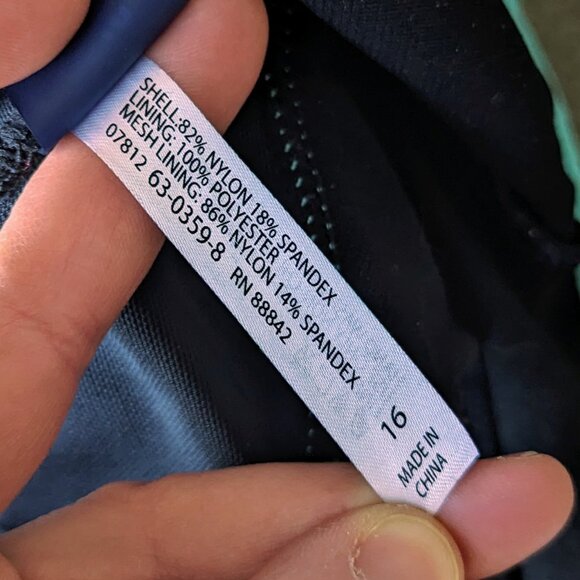 SHELL:82% NYLON 18% SPANDEX
LINING: 100% POLYESTER
MESH LINING: 86% NYLON 14% SPANDEX
07812 63-0359-8 RN 88842
16
MADE IN
CHINA